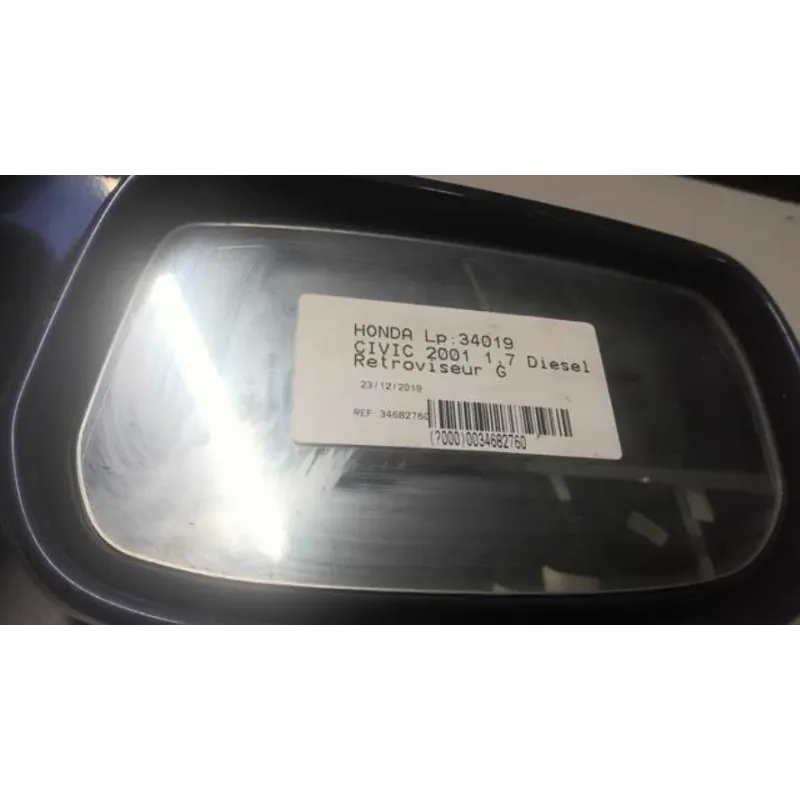 HONDA Lp:34019
CIVIC 2001 1,7 Diesel
Retroviseur G
23/12/2019
REF 34682760
(7000)0034682760